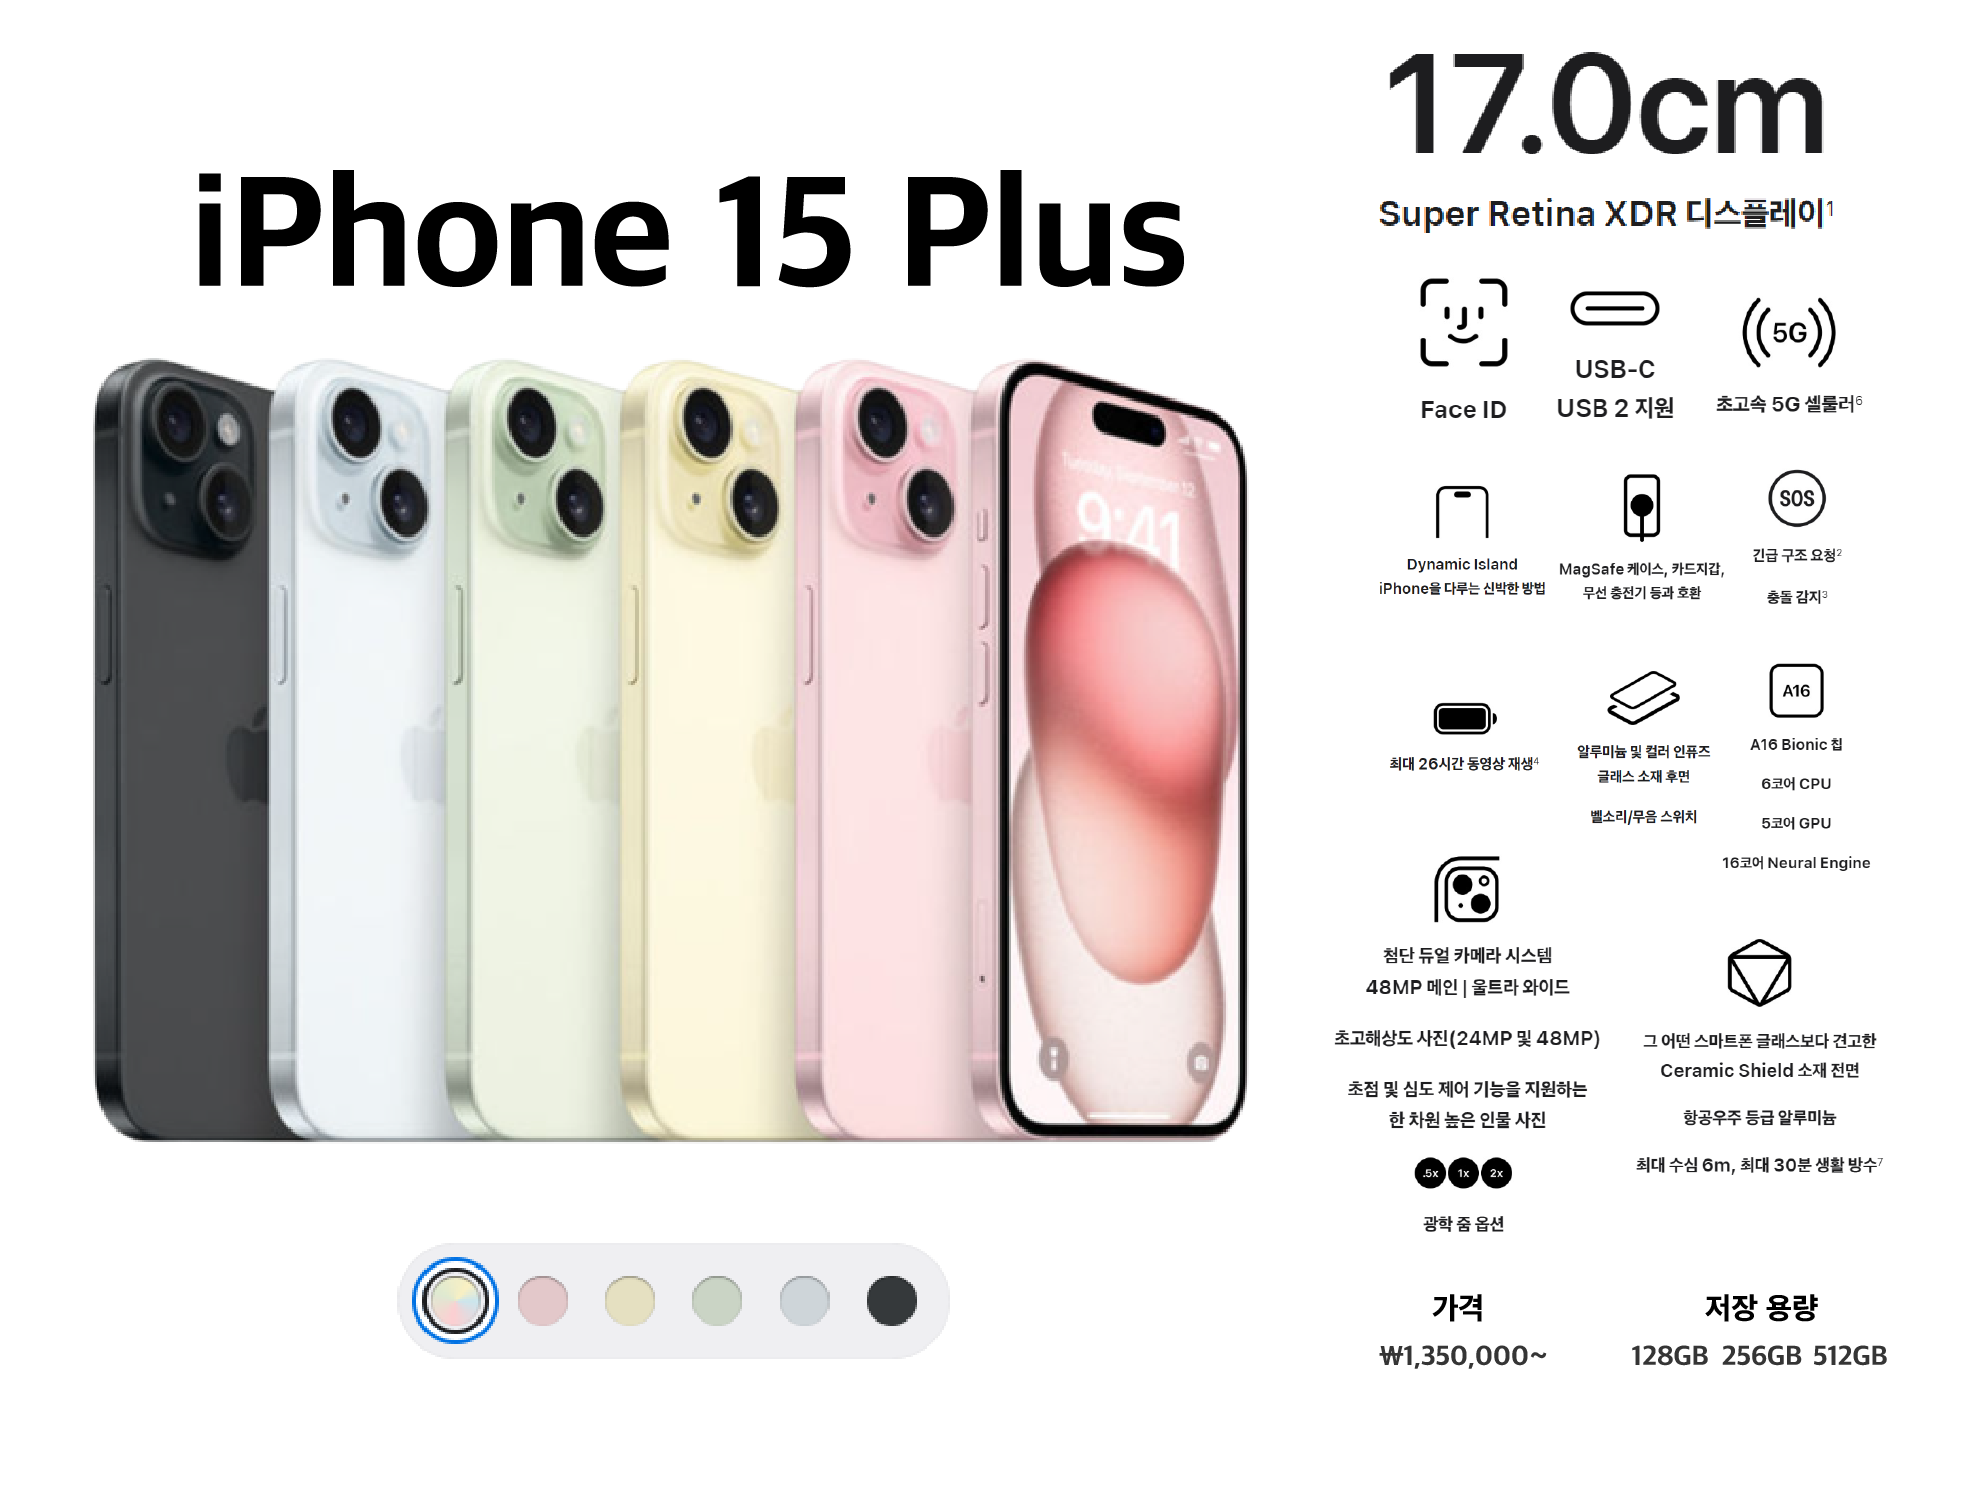 iPhone 15 Plus
Tuesday, September 12
9:41
17.0cm
Super Retina XDR 디스플레이1
Face ID
USB-C
USB 2 지원
5G
초고속 5G 셀룰러6
Dynamic Island
iPhone을 다루는 신박한 방법
MagSafe 케이스, 카드지갑,
무선 충전기 등과 호환
SOS
긴급 구조 요청2
충돌 감지3
최대 26시간 동영상 재생4
알루미늄 및 컬러 인퓨즈
글래스 소재 후면
벨소리/무음 스위치
A16
A16 Bionic 칩
6코어 CPU
5코어 GPU
16코어 Neural Engine
첨단 듀얼 카메라 시스템
48MP 메인 | 울트라 와이드
초고해상도 사진(24MP 및 48MP)
초점 및 심도 제어 기능을 지원하는
한 차원 높은 인물 사진
.5x 1x 2x
광학 줌 옵션
그 어떤 스마트폰 글래스보다 견고한
Ceramic Shield 소재 전면
항공우주 등급 알루미늄
최대 수심 6m, 최대 30분 생활 방수7
가격
₩1,350,000~
저장 용량
128GB 256GB 512GB